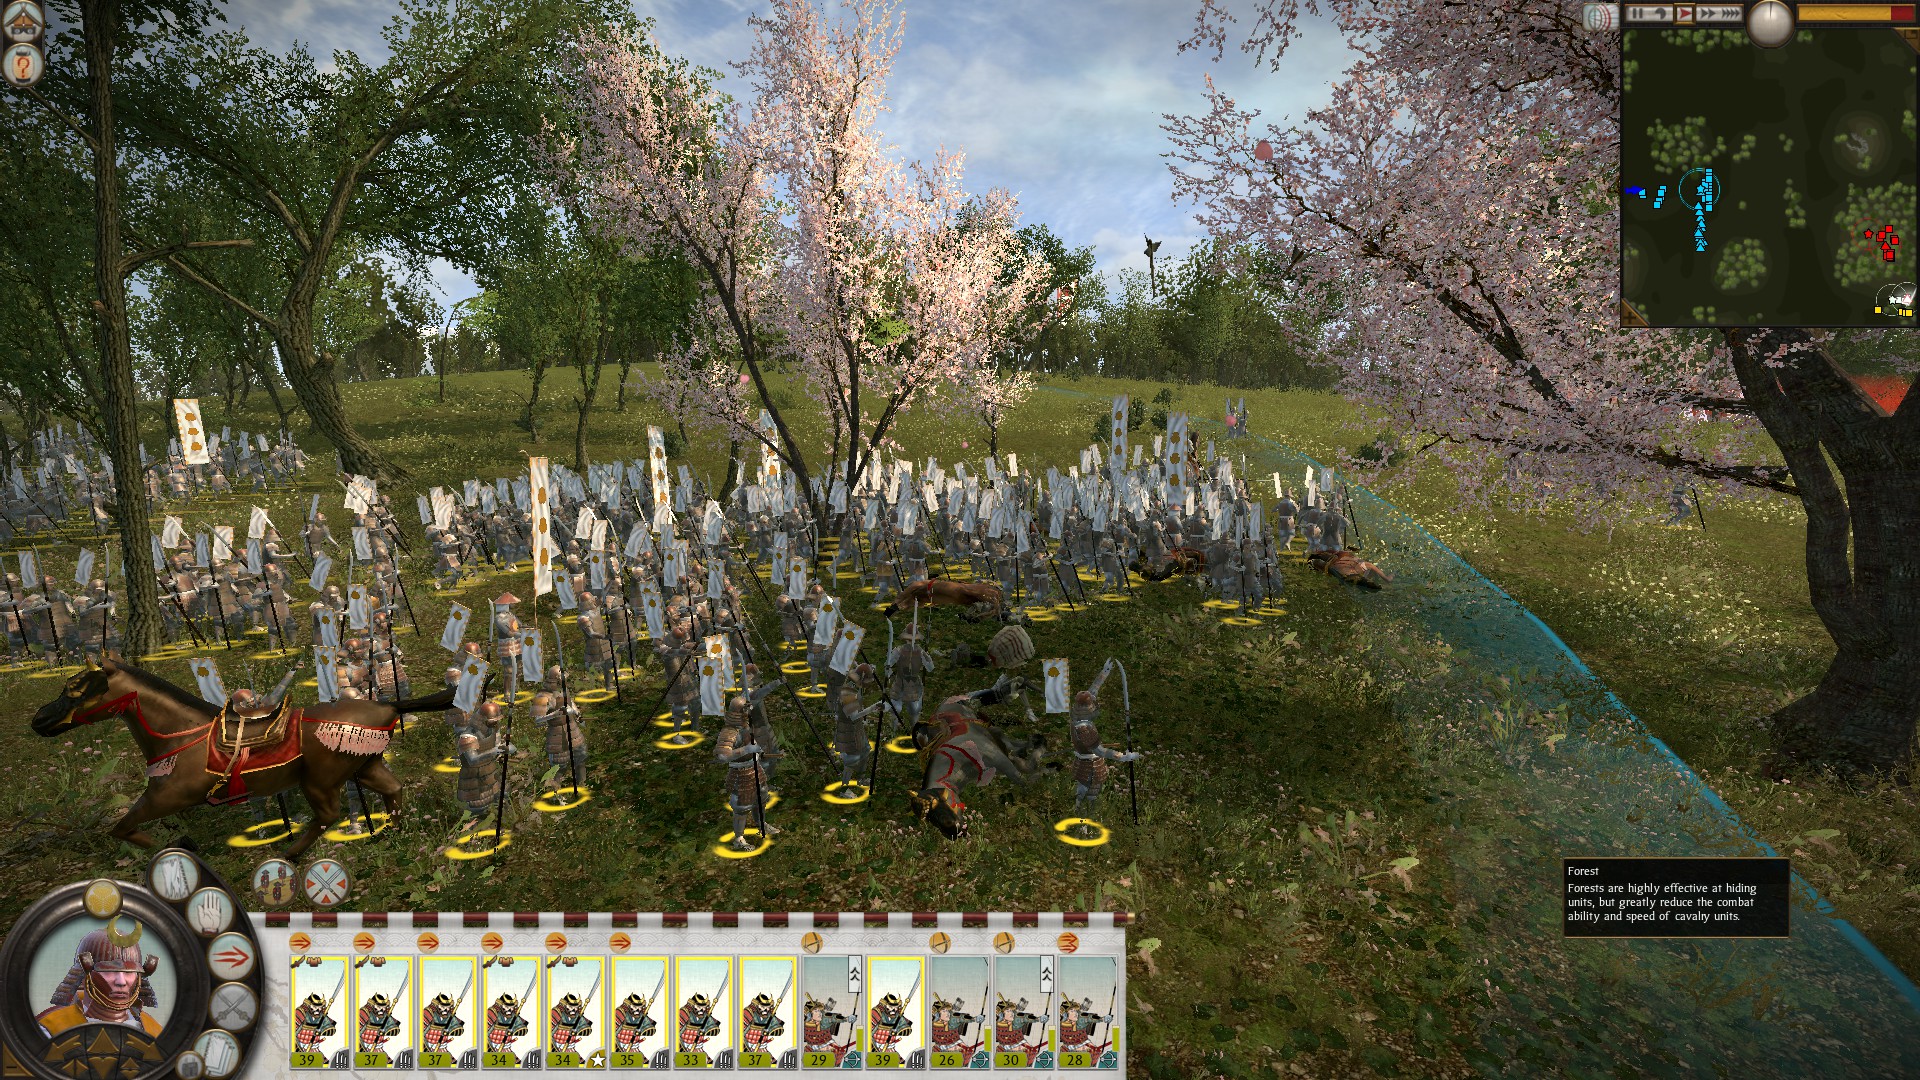 Forest
Forests are highly effective at hiding
units, but greatly reduce the combat
ability and speed of cavalry units.
39 37 37 34 34 35 33 37 29 39 26 30 28